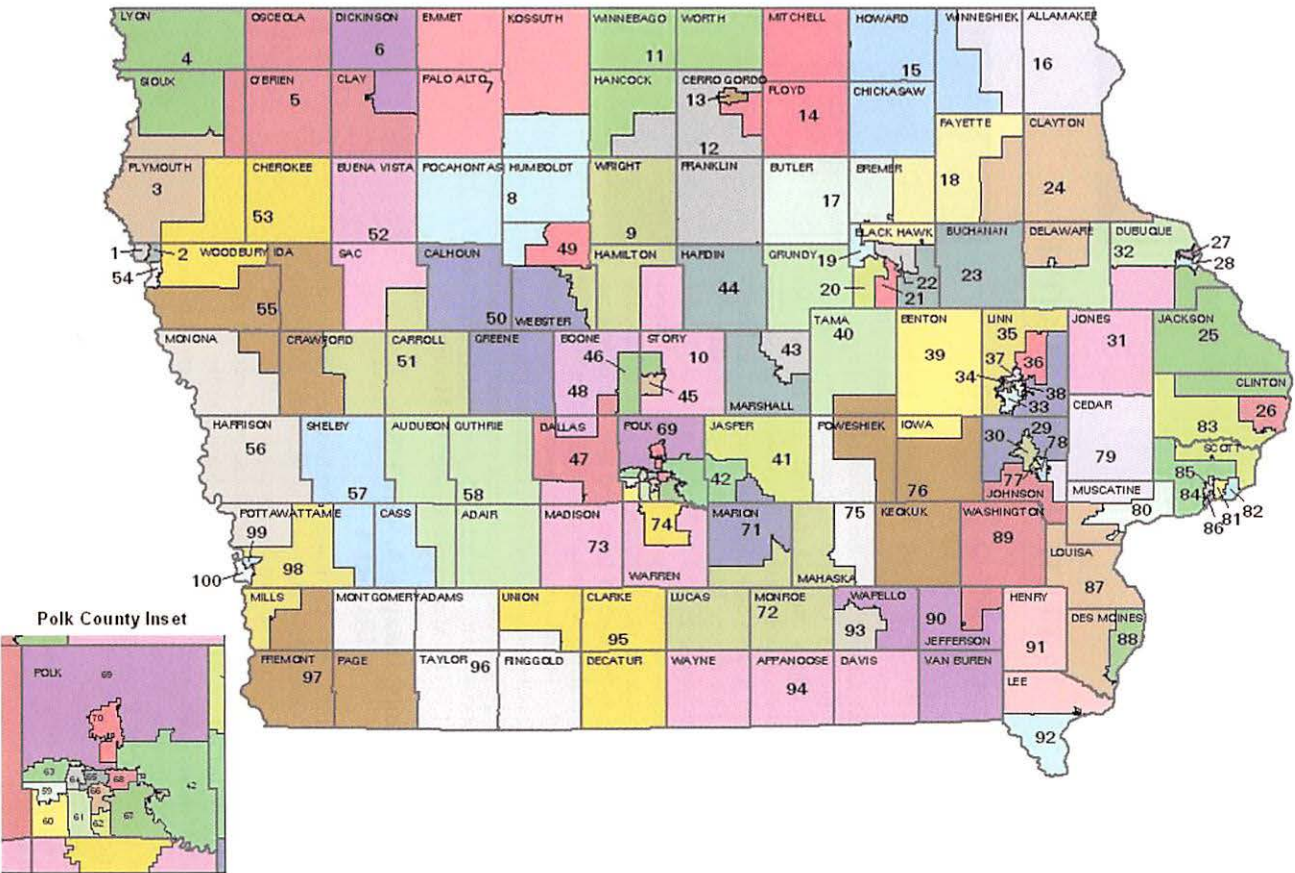 LYON
OSCEOLA
DICKINSON
EMMET
KOSSUTH
WINNEBAGO
WORTH
MITCHELL
HOWARD
WINNESHIEK
ALLAMAKEE
4
6
11
15
16
SIOUX
O'BRIEN
CLAY
PALO ALTO
7
HANCOCK
CERRO GORDO
FLOYD
CHICKASAW
5
13
14
12
FAYETTE
CLAYTON
PLYMOUTH
CHEROKEE
BUENA VISTA
POCAHONTAS
HUMBOLDT
WRIGHT
FRANKLIN
BUTLER
BREMER
3
53
52
8
9
17
18
24
1
2
WOODBURY
IDA
SAC
CALHOUN
49
HAMILTON
HARDIN
GRUNDY
BLACK HAWK
BUCHANAN
DELAWARE
DUBUQUE
32
27
28
54
55
50
WEBSTER
44
19
20
21
22
23
MONONA
CRAWFORD
CARROLL
51
GREENE
BOONE
46
STORY
10
43
TAMA
40
BENTON
39
LINN
35
37
36
34
38
33
JONES
31
JACKSON
25
48
45
MARSHALL
CLINTON
26
HARRISON
56
SHELBY
57
AUDUBON
GUTHRIE
58
DALLAS
47
POLK
69
JASPER
42
41
POWESHIEK
IOWA
76
30
29
78
77
JOHNSON
CEDAR
79
83
SCOTT
85
84
86
81
82
MUSCATINE
80
POTTAWATTAMIE
99
98
100
CASS
ADAIR
MADISON
73
74
WARREN
MARION
71
MAHASKA
75
KEOKUK
WASHINGTON
89
LOUISA
87
MILLS
MONTGOMERY
ADAMS
UNION
CLARKE
95
LUCAS
MONROE
72
WAPELLO
93
90
JEFFERSON
HENRY
91
DES MOINES
88
FREMONT
97
PAGE
TAYLOR
96
RINGGOLD
DECATUR
WAYNE
APPANOOSE
94
DAVIS
VAN BUREN
LEE
92
Polk County Inset
POLK
69
70
63
64
65
68
42
59
66
60
61
62
67